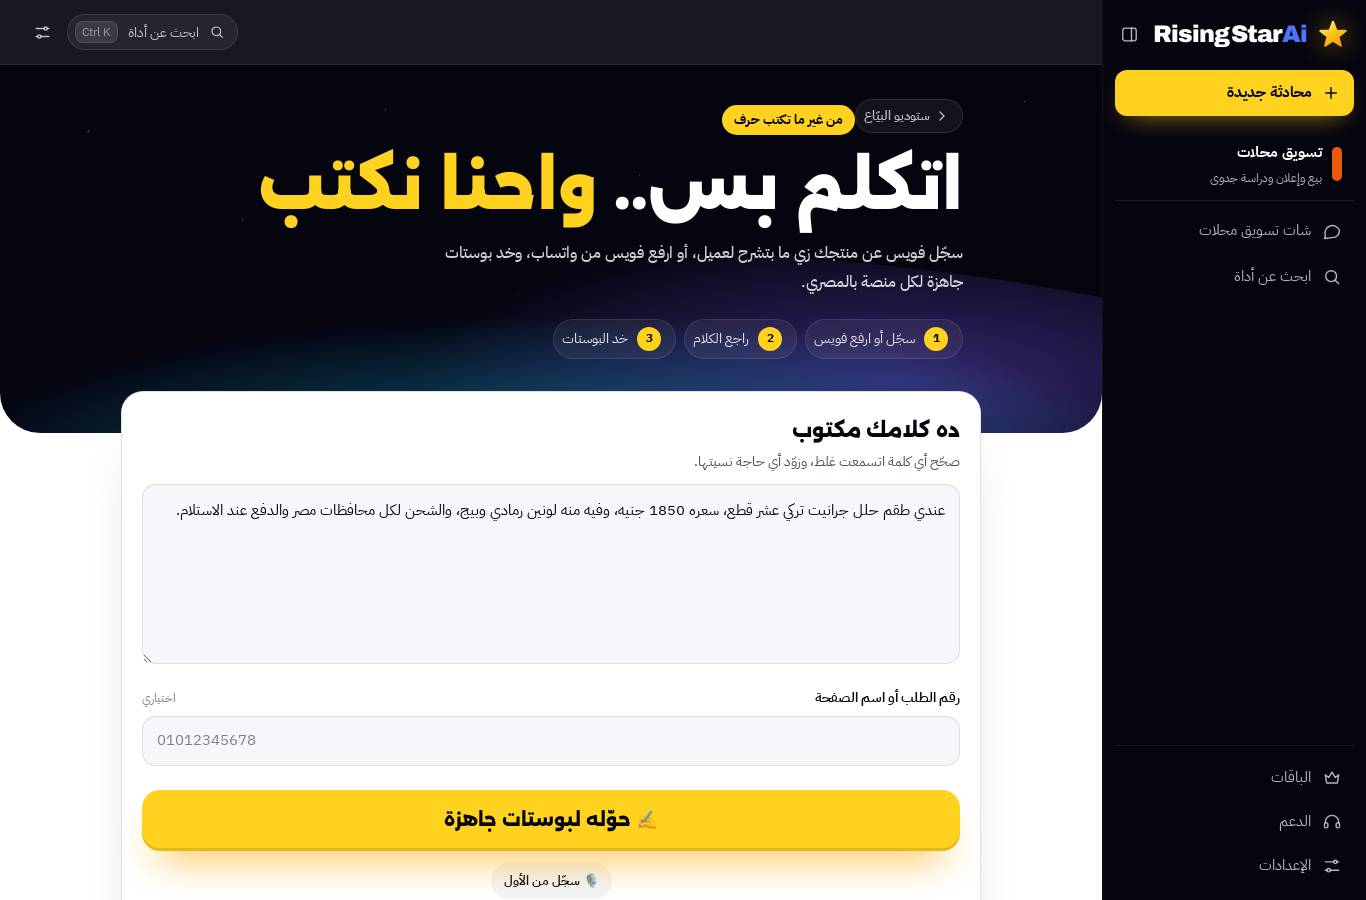 RisingStarAi
محادثة جديدة
تسويق محلات
بيع وإعلان ودراسة جدوى
شات تسويق محلات
ابحث عن أداة
الباقات
الدعم
الإعدادات
ابحث عن أداة Ctrl K
ستوديو البيّاع
من غير ما تكتب حرف
اتكلم بس.. واحنا نكتب
سجّل فويس عن منتجك زي ما بتشرح لعميل، أو ارفع فويس من واتساب، وخد بوستات
جاهزة لكل منصة بالمصري.
1 سجّل أو ارفع فويس
2 راجع الكلام
3 خد البوستات
ده كلامك مكتوب
صحّح أي كلمة اتسمعت غلط، وزوّد أي حاجة نسيتها.
عندي طقم حلل جرانيت تركي عشر قطع، سعره 1850 جنيه، وفيه منه لونين رمادي وبيج، والشحن لكل محافظات مصر والدفع عند الاستلام.
رقم الطلب أو اسم الصفحة
اختياري
01012345678
✍️ حوّله لبوستات جاهزة
🎙️ سجّل من الأول